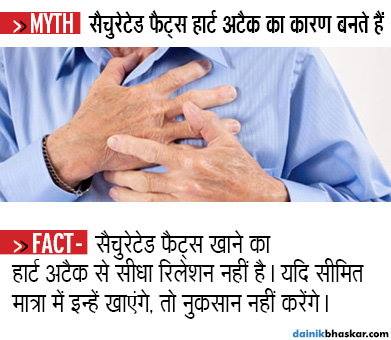 >> MYTH सैचुरेटेड फैट्स हार्ट अटैक का कारण बनते हैं
>> FACT- सैचुरेटेड फैट्स खाने का
हार्ट अटैक से सीधा रिलेशन नहीं है। यदि सीमित
मात्रा में इन्हें खाएंगे, तो नुकसान नहीं करेंगे।
dainikbhaskar.com